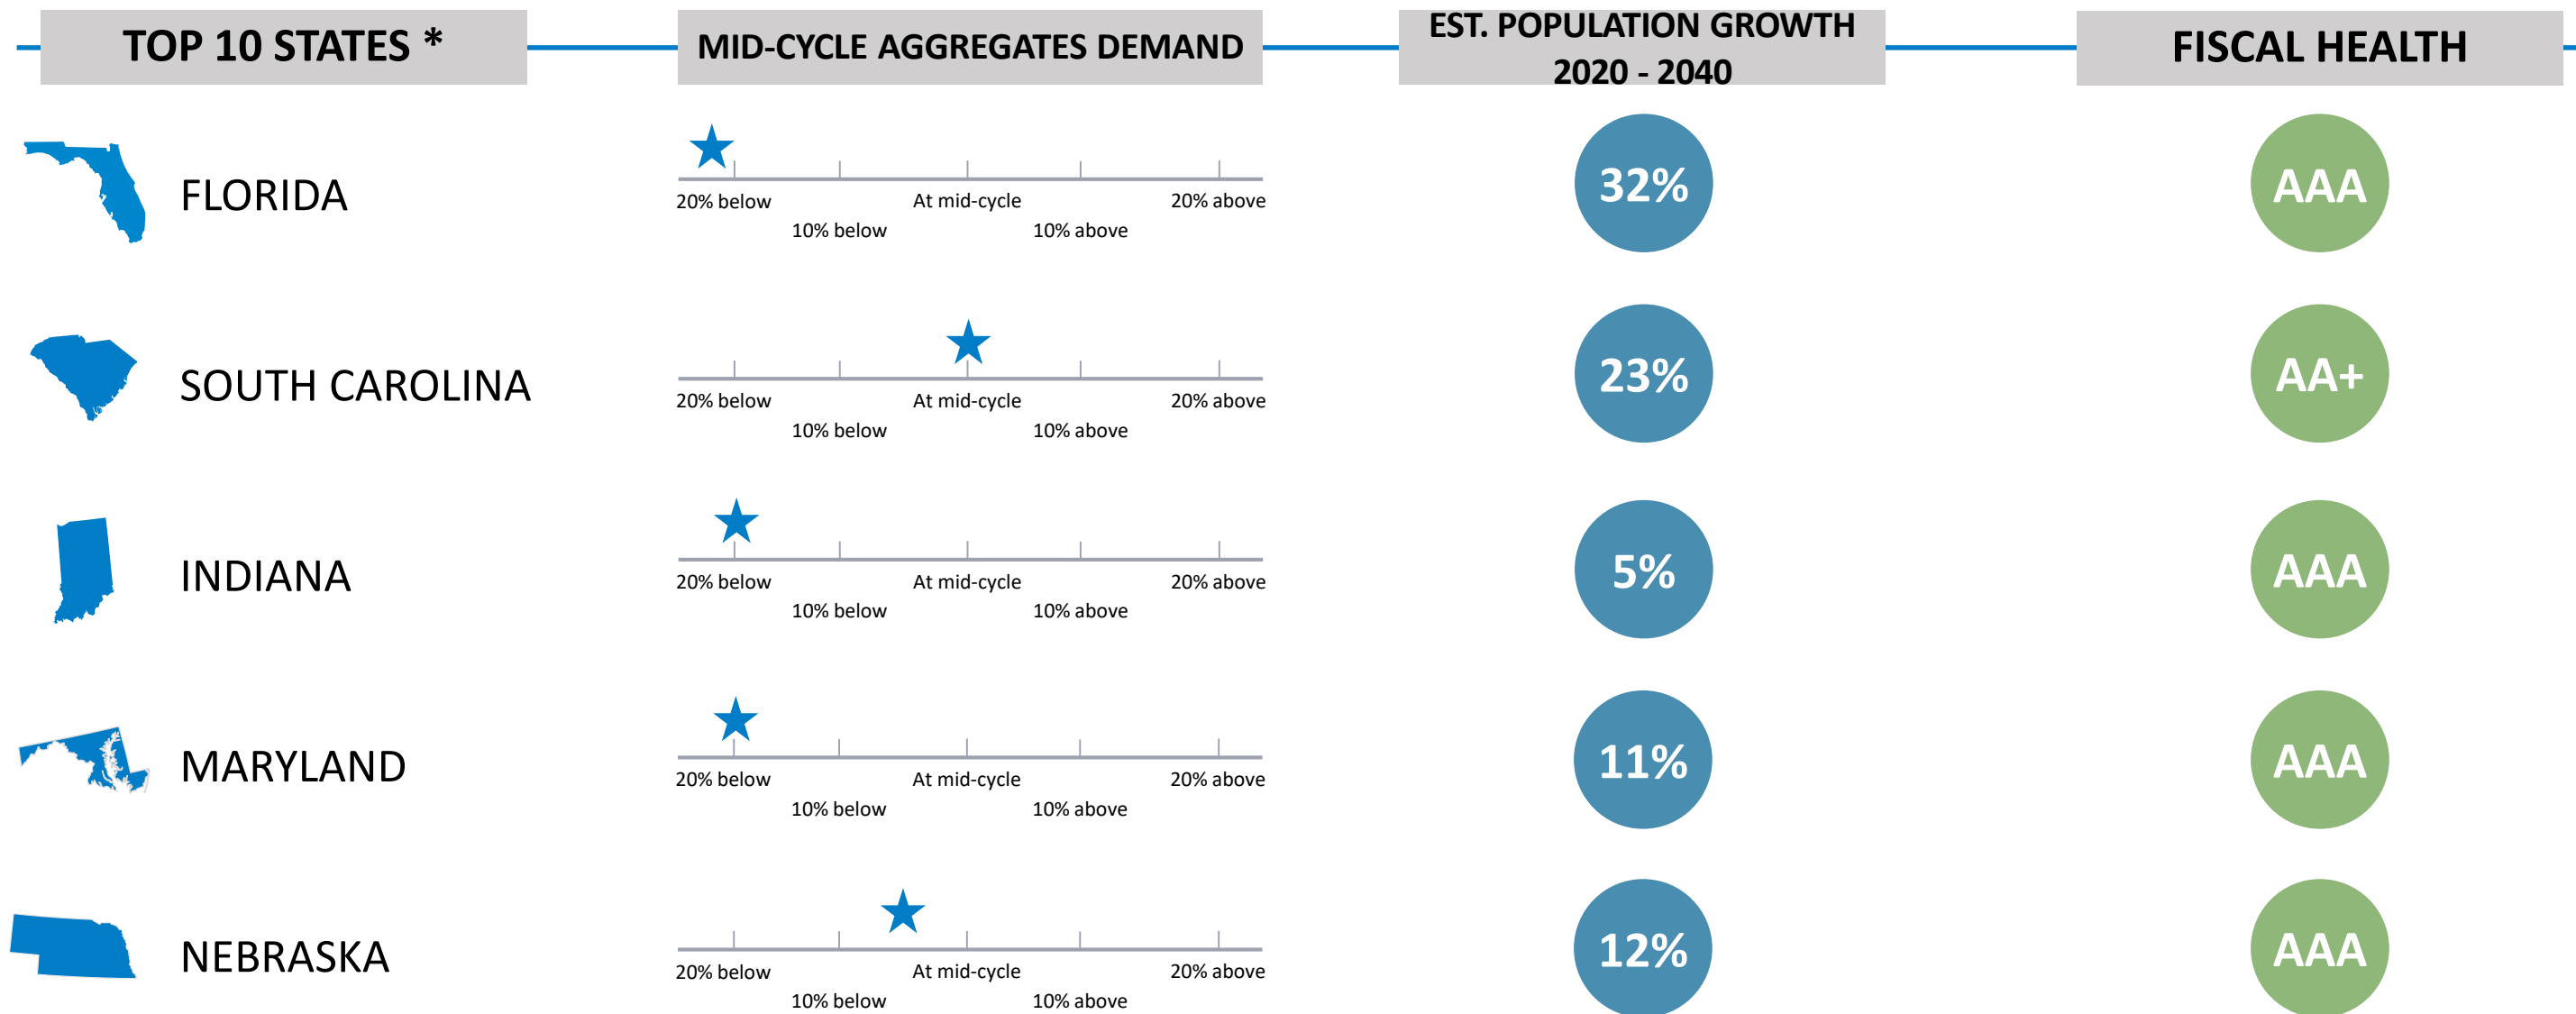 TOP 10 STATES *
MID-CYCLE AGGREGATES DEMAND
EST. POPULATION GROWTH
2020 - 2040
FISCAL HEALTH
FLORIDA
20% below
At mid-cycle
20% above
10% below
10% above
32%
AAA
SOUTH CAROLINA
20% below
At mid-cycle
20% above
10% below
10% above
23%
AA+
INDIANA
20% below
At mid-cycle
20% above
10% below
10% above
5%
AAA
MARYLAND
20% below
At mid-cycle
20% above
10% below
10% above
11%
AAA
NEBRASKA
20% below
At mid-cycle
20% above
10% below
10% above
12%
AAA